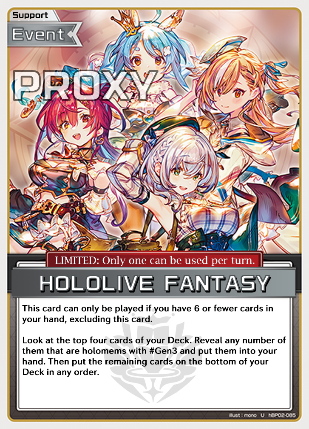 Support
Event
PROXY
LIMITED: Only one can be used per turn.
HOLOLIVE FANTASY
This card can only be played if you have 6 or fewer cards in
your hand, excluding this card.
Look at the top four cards of your Deck. Reveal any number of
them that are holomems with #Gen3 and put them into your
hand. Then put the remaining cards on the bottom of your
Deck in any order.
illust : mono U hBP02-085